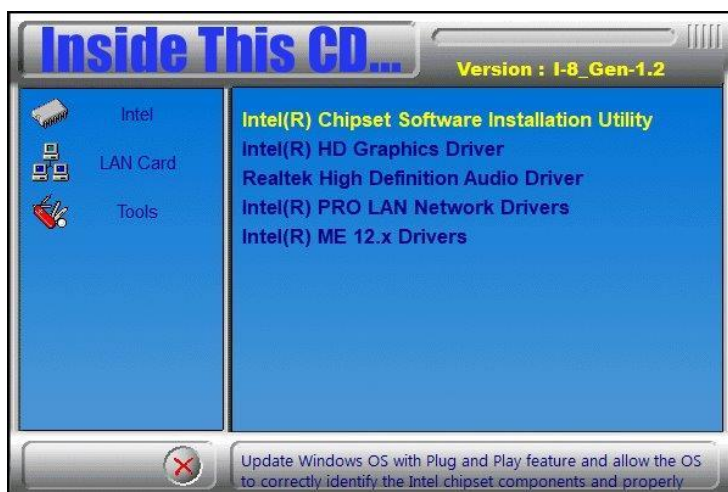 Inside This CD...
Version : I-8_Gen-1.2
Intel
LAN Card
Tools
Intel(R) Chipset Software Installation Utility
Intel(R) HD Graphics Driver
Realtek High Definition Audio Driver
Intel(R) PRO LAN Network Drivers
Intel(R) ME 12.x Drivers
Update Windows OS with Plug and Play feature and allow the OS
to correctly identify the Intel chipset components and properly